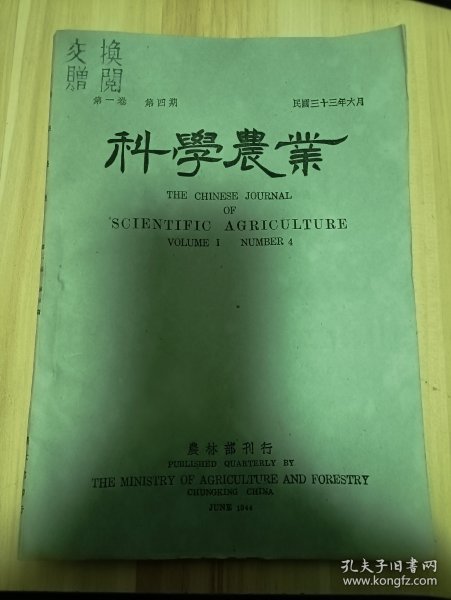 交換
贈閱
第一卷 第四期 民國三十三年六月
科學農業
THE CHINESE JOURNAL
OF
SCIENTIFIC AGRICULTURE
VOLUME 1 NUMBER 4
農林部刊行
PUBLISHED QUARTERLY BY
THE MINISTRY OF AGRICULTURE AND FORESTRY
CHUNGKING CHINA
JUNE 1944
孔夫子旧书网
www.kongfz.com